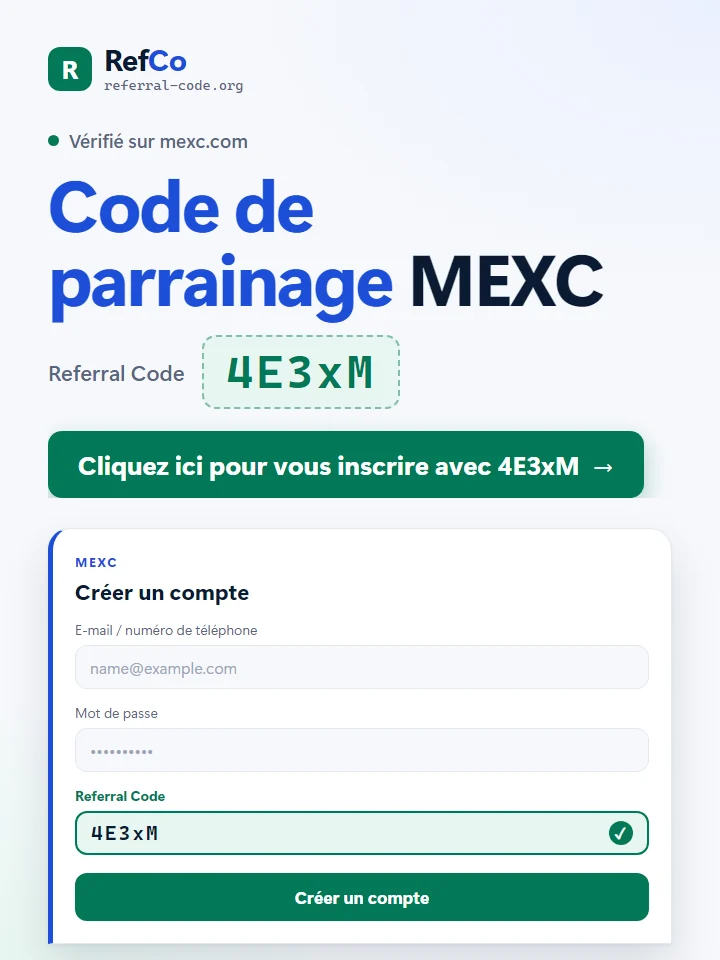 R
RefCo
referral-code.org
Vérifié sur mexc.com
Code de
parrainage MEXC
Referral Code
4E3xM
Cliquez ici pour vous inscrire avec 4E3xM →
MEXC
Créer un compte
E-mail / numéro de téléphone
name@example.com
Mot de passe
••••••••••
Referral Code
4E3xM
Créer un compte